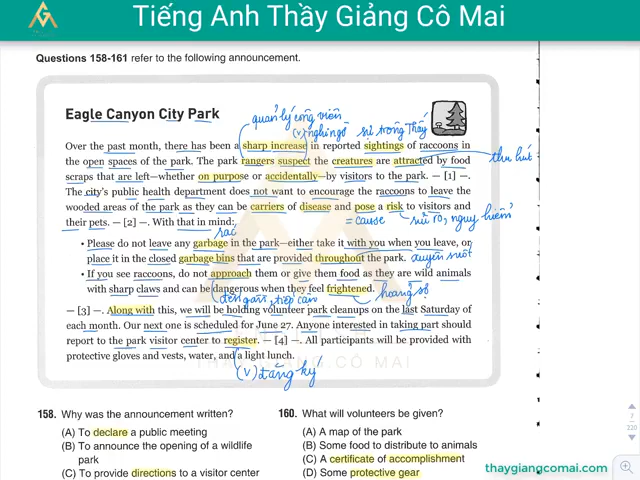 Tiếng Anh Thầy Giảng Cô Mai
Questions 158-161 refer to the following announcement.
Eagle Canyon City Park
quản lý công viên
(v) nghi ngờ
sự trông thấy
Over the past month, there has been a sharp increase in reported sightings of raccoons in
the open spaces of the park. The park rangers suspect the creatures are attracted by food
thu hút
scraps that are left—whether on purpose or accidentally—by visitors to the park. — [1] —.
The city's public health department does not want to encourage the raccoons to leave the
wooded areas of the park as they can be carriers of disease and pose a risk to visitors and
their pets. — [2] —. With that in mind:
= cause
rủi ro, nguy hiểm
rác
• Please do not leave any garbage in the park—either take it with you when you leave, or
place it in the closed garbage bins that are provided throughout the park.
xuyên suốt
• If you see raccoons, do not approach them or give them food as they are wild animals
with sharp claws and can be dangerous when they feel frightened.
đến gần, tiếp cận
hoảng sợ
— [3] —. Along with this, we will be holding volunteer park cleanups on the last Saturday of
each month. Our next one is scheduled for June 27. Anyone interested in taking part should
report to the park visitor center to register. — [4] —. All participants will be provided with
protective gloves and vests, water, and a light lunch.
THAYGIANGCOMAI
(v) đăng ký
158. Why was the announcement written?
(A) To declare a public meeting
(B) To announce the opening of a wildlife
park
(C) To provide directions to a visitor center
160. What will volunteers be given?
(A) A map of the park
(B) Some food to distribute to animals
(C) A certificate of accomplishment
(D) Some protective gear
7
220
thaygiangcomai.com